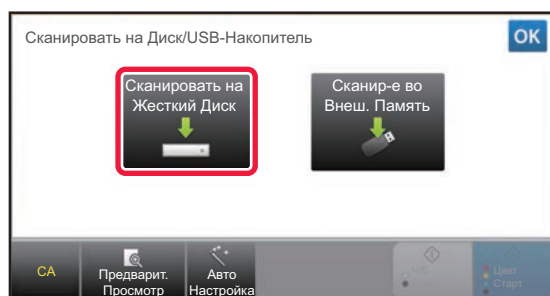 Сканировать на Диск/USB-Накопитель
OK
Сканировать на
Жесткий Диск
Сканир-е во
Внеш. Память
CA
Предварит.
Просмотр
Авто
Настройка
Ч/Б
Старт
Цвет
Старт